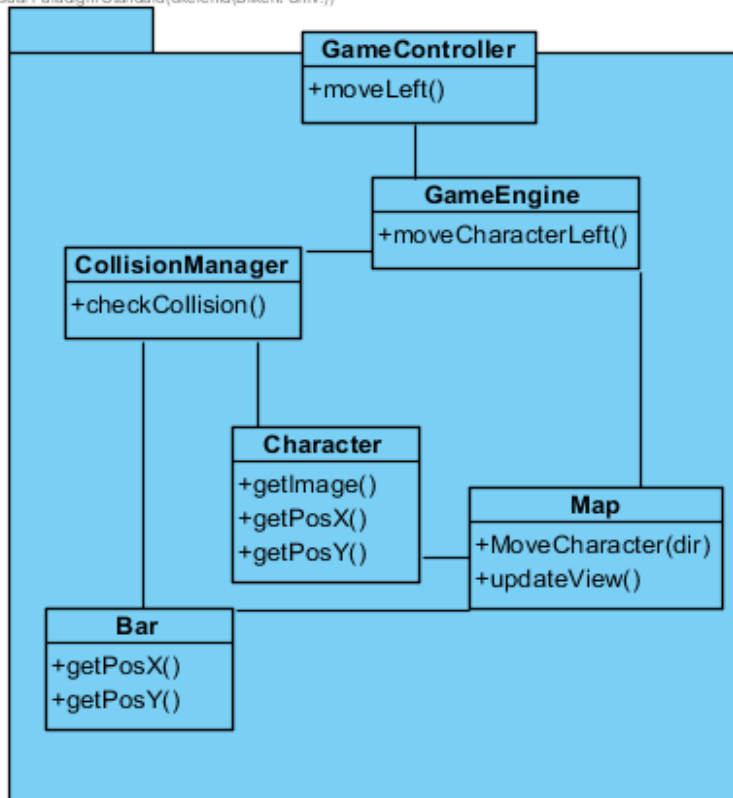 GameController
+moveLeft()
GameEngine
+moveCharacterLeft()
CollisionManager
+checkCollision()
Character
+getImage()
+getPosX()
+getPosY()
Map
+MoveCharacter(dir)
+updateView()
Bar
+getPosX()
+getPosY()